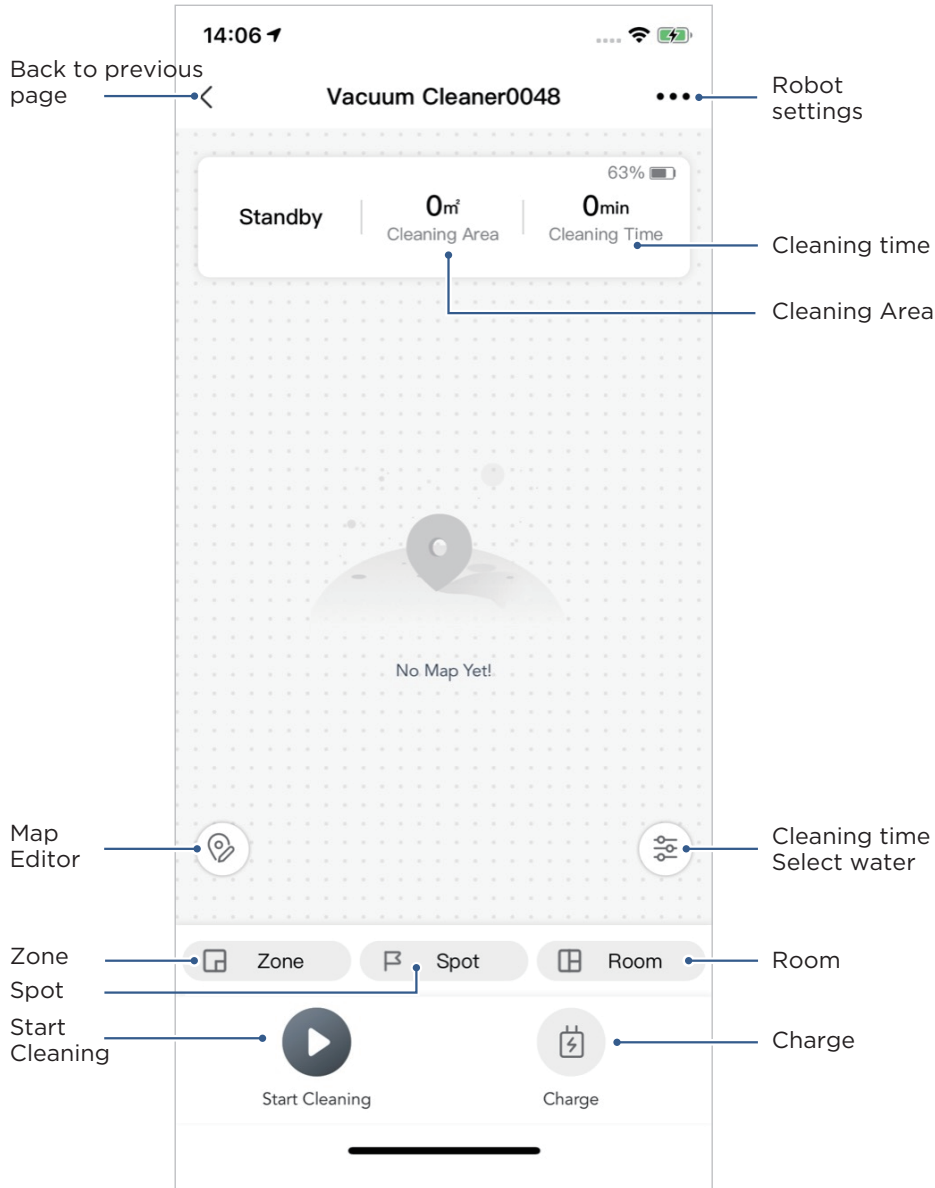 14:06
Back to previous
page
Vacuum Cleaner0048
Robot
settings
63%
Standby
0㎡
Cleaning Area
0min
Cleaning Time
Cleaning time
Cleaning Area
No Map Yet!
Map
Editor
Cleaning time
Select water
Zone
Zone
Spot
Room
Room
Spot
Start
Cleaning
Charge
Start Cleaning
Charge